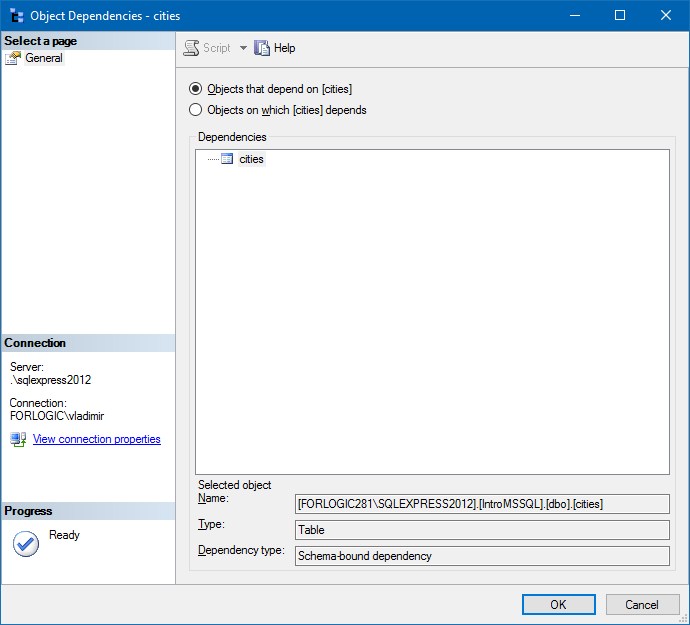 Object Dependencies - cities
Select a page
General
Script
Help
Objects that depend on [cities]
Objects on which [cities] depends
Dependencies
cities
Connection
Server:
.\sqlexpress2012
Connection:
FORLOGIC\vladimir
View connection properties
Progress
Ready
Selected object
Name:
[FORLOGIC281\SQLEXPRESS2012].[IntroMSSQL].[dbo].[cities]
Type:
Table
Dependency type:
Schema-bound dependency
OK
Cancel